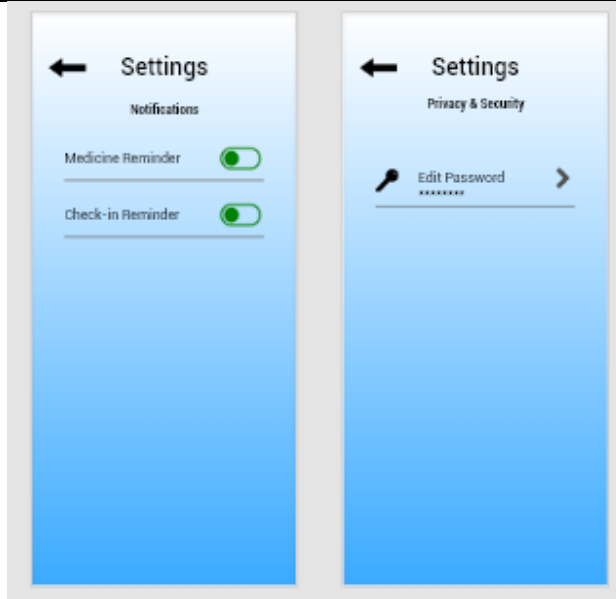 Settings
Notifications
Medicine Reminder
Check-in Reminder
Settings
Privacy & Security
Edit Password
********